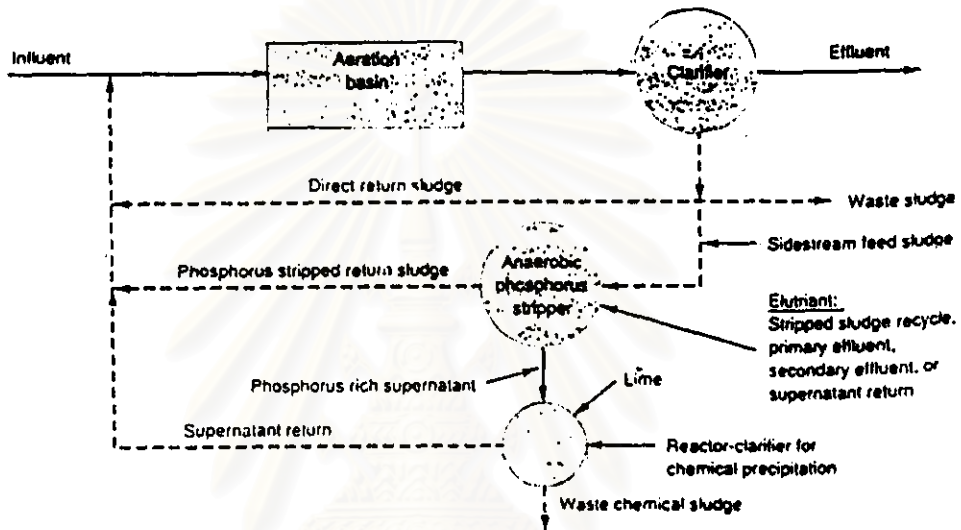 Influent
Aeration
basin
Clarifier
Effluent
Direct return sludge
Waste sludge
Sidestream feed sludge
Phosphorus stripped return sludge
Anaerobic
phosphorus
stripper
Elutriant:
Stripped sludge recycle,
primary effluent,
secondary effluent, or
supernatant return
Phosphorus rich supernatant
Lime
Supernatant return
Reactor-clarifier for
chemical precipitation
Waste chemical sludge